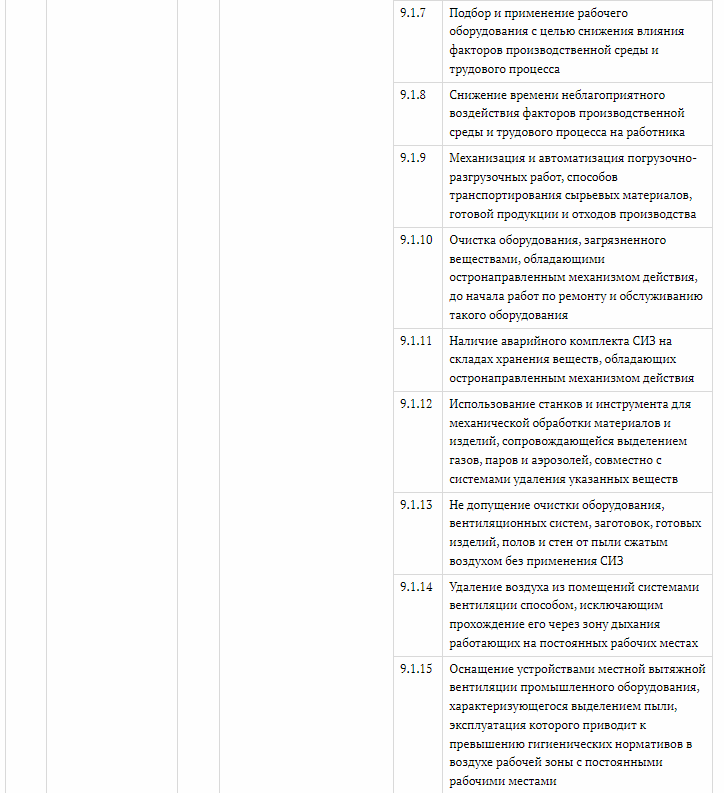 9.1.7 Подбор и применение рабочего
оборудования с целью снижения влияния
факторов производственной среды и
трудового процесса
9.1.8 Снижение времени неблагоприятного
воздействия факторов производственной
среды и трудового процесса на работника
9.1.9 Механизация и автоматизация погрузочно-
разгрузочных работ, способов
транспортирования сырьевых материалов,
готовой продукции и отходов производства
9.1.10 Очистка оборудования, загрязненного
веществами, обладающими
остронаправленным механизмом действия,
до начала работ по ремонту и обслуживанию
такого оборудования
9.1.11 Наличие аварийного комплекта СИЗ на
складах хранения веществ, обладающих
остронаправленным механизмом действия
9.1.12 Использование станков и инструмента для
механической обработки материалов и
изделий, сопровождающейся выделением
газов, паров и аэрозолей, совместно с
системами удаления указанных веществ
9.1.13 Не допущение очистки оборудования,
вентиляционных систем, заготовок, готовых
изделий, полов и стен от пыли сжатым
воздухом без применения СИЗ
9.1.14 Удаление воздуха из помещений системами
вентиляции способом, исключающим
прохождение его через зону дыхания
работающих на постоянных рабочих местах
9.1.15 Оснащение устройствами местной вытяжной
вентиляции промышленного оборудования,
характеризующегося выделением пыли,
эксплуатация которого приводит к
превышению гигиенических нормативов в
воздухе рабочей зоны с постоянными
рабочими местами